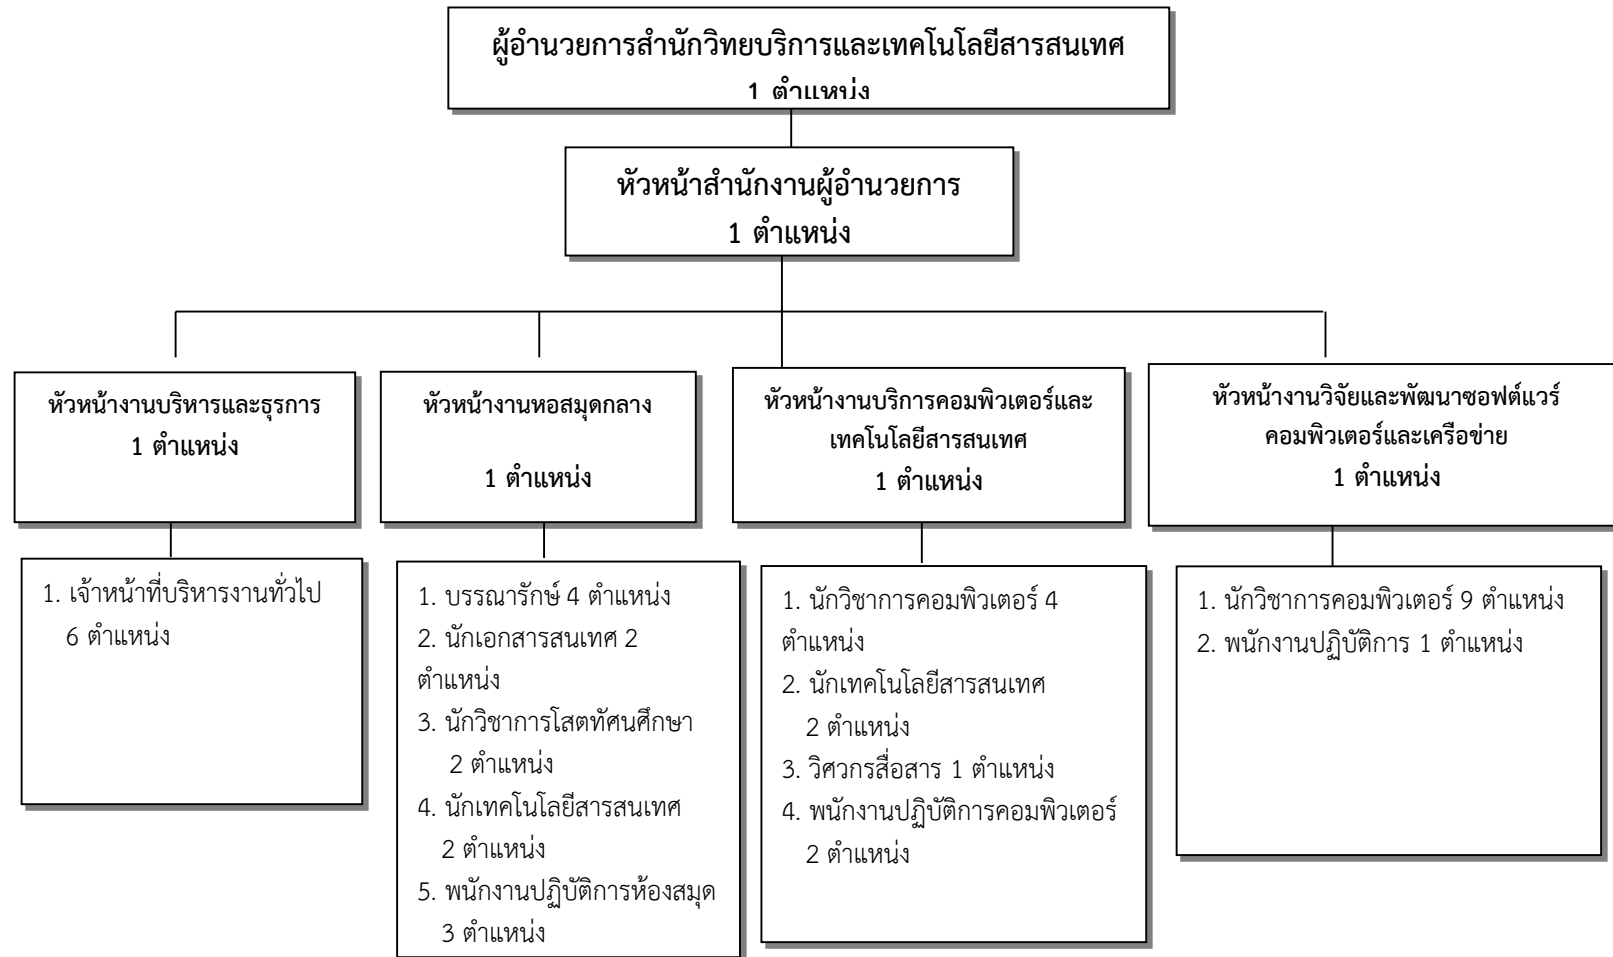 ผู้อำนวยการสำนักวิทยบริการและเทคโนโลยีสารสนเทศ
1 ตำแหน่ง
หัวหน้าสำนักงานผู้อำนวยการ
1 ตำแหน่ง
หัวหน้างานบริหารและธุรการ
1 ตำแหน่ง
หัวหน้างานหอสมุดกลาง
1 ตำแหน่ง
หัวหน้างานบริการคอมพิวเตอร์และ
เทคโนโลยีสารสนเทศ
1 ตำแหน่ง
หัวหน้างานวิจัยและพัฒนาซอฟต์แวร์
คอมพิวเตอร์และเครือข่าย
1 ตำแหน่ง
1. เจ้าหน้าที่บริหารงานทั่วไป
6 ตำแหน่ง
1. บรรณารักษ์ 4 ตำแหน่ง
2. นักเอกสารสนเทศ 2
ตำแหน่ง
3. นักวิชาการโสตทัศนศึกษา
2 ตำแหน่ง
4. นักเทคโนโลยีสารสนเทศ
2 ตำแหน่ง
5. พนักงานปฏิบัติการห้องสมุด
3 ตำแหน่ง
1. นักวิชาการคอมพิวเตอร์ 4
ตำแหน่ง
2. นักเทคโนโลยีสารสนเทศ
2 ตำแหน่ง
3. วิศวกรสื่อสาร 1 ตำแหน่ง
4. พนักงานปฏิบัติการคอมพิวเตอร์
2 ตำแหน่ง
1. นักวิชาการคอมพิวเตอร์ 9 ตำแหน่ง
2. พนักงานปฏิบัติการ 1 ตำแหน่ง